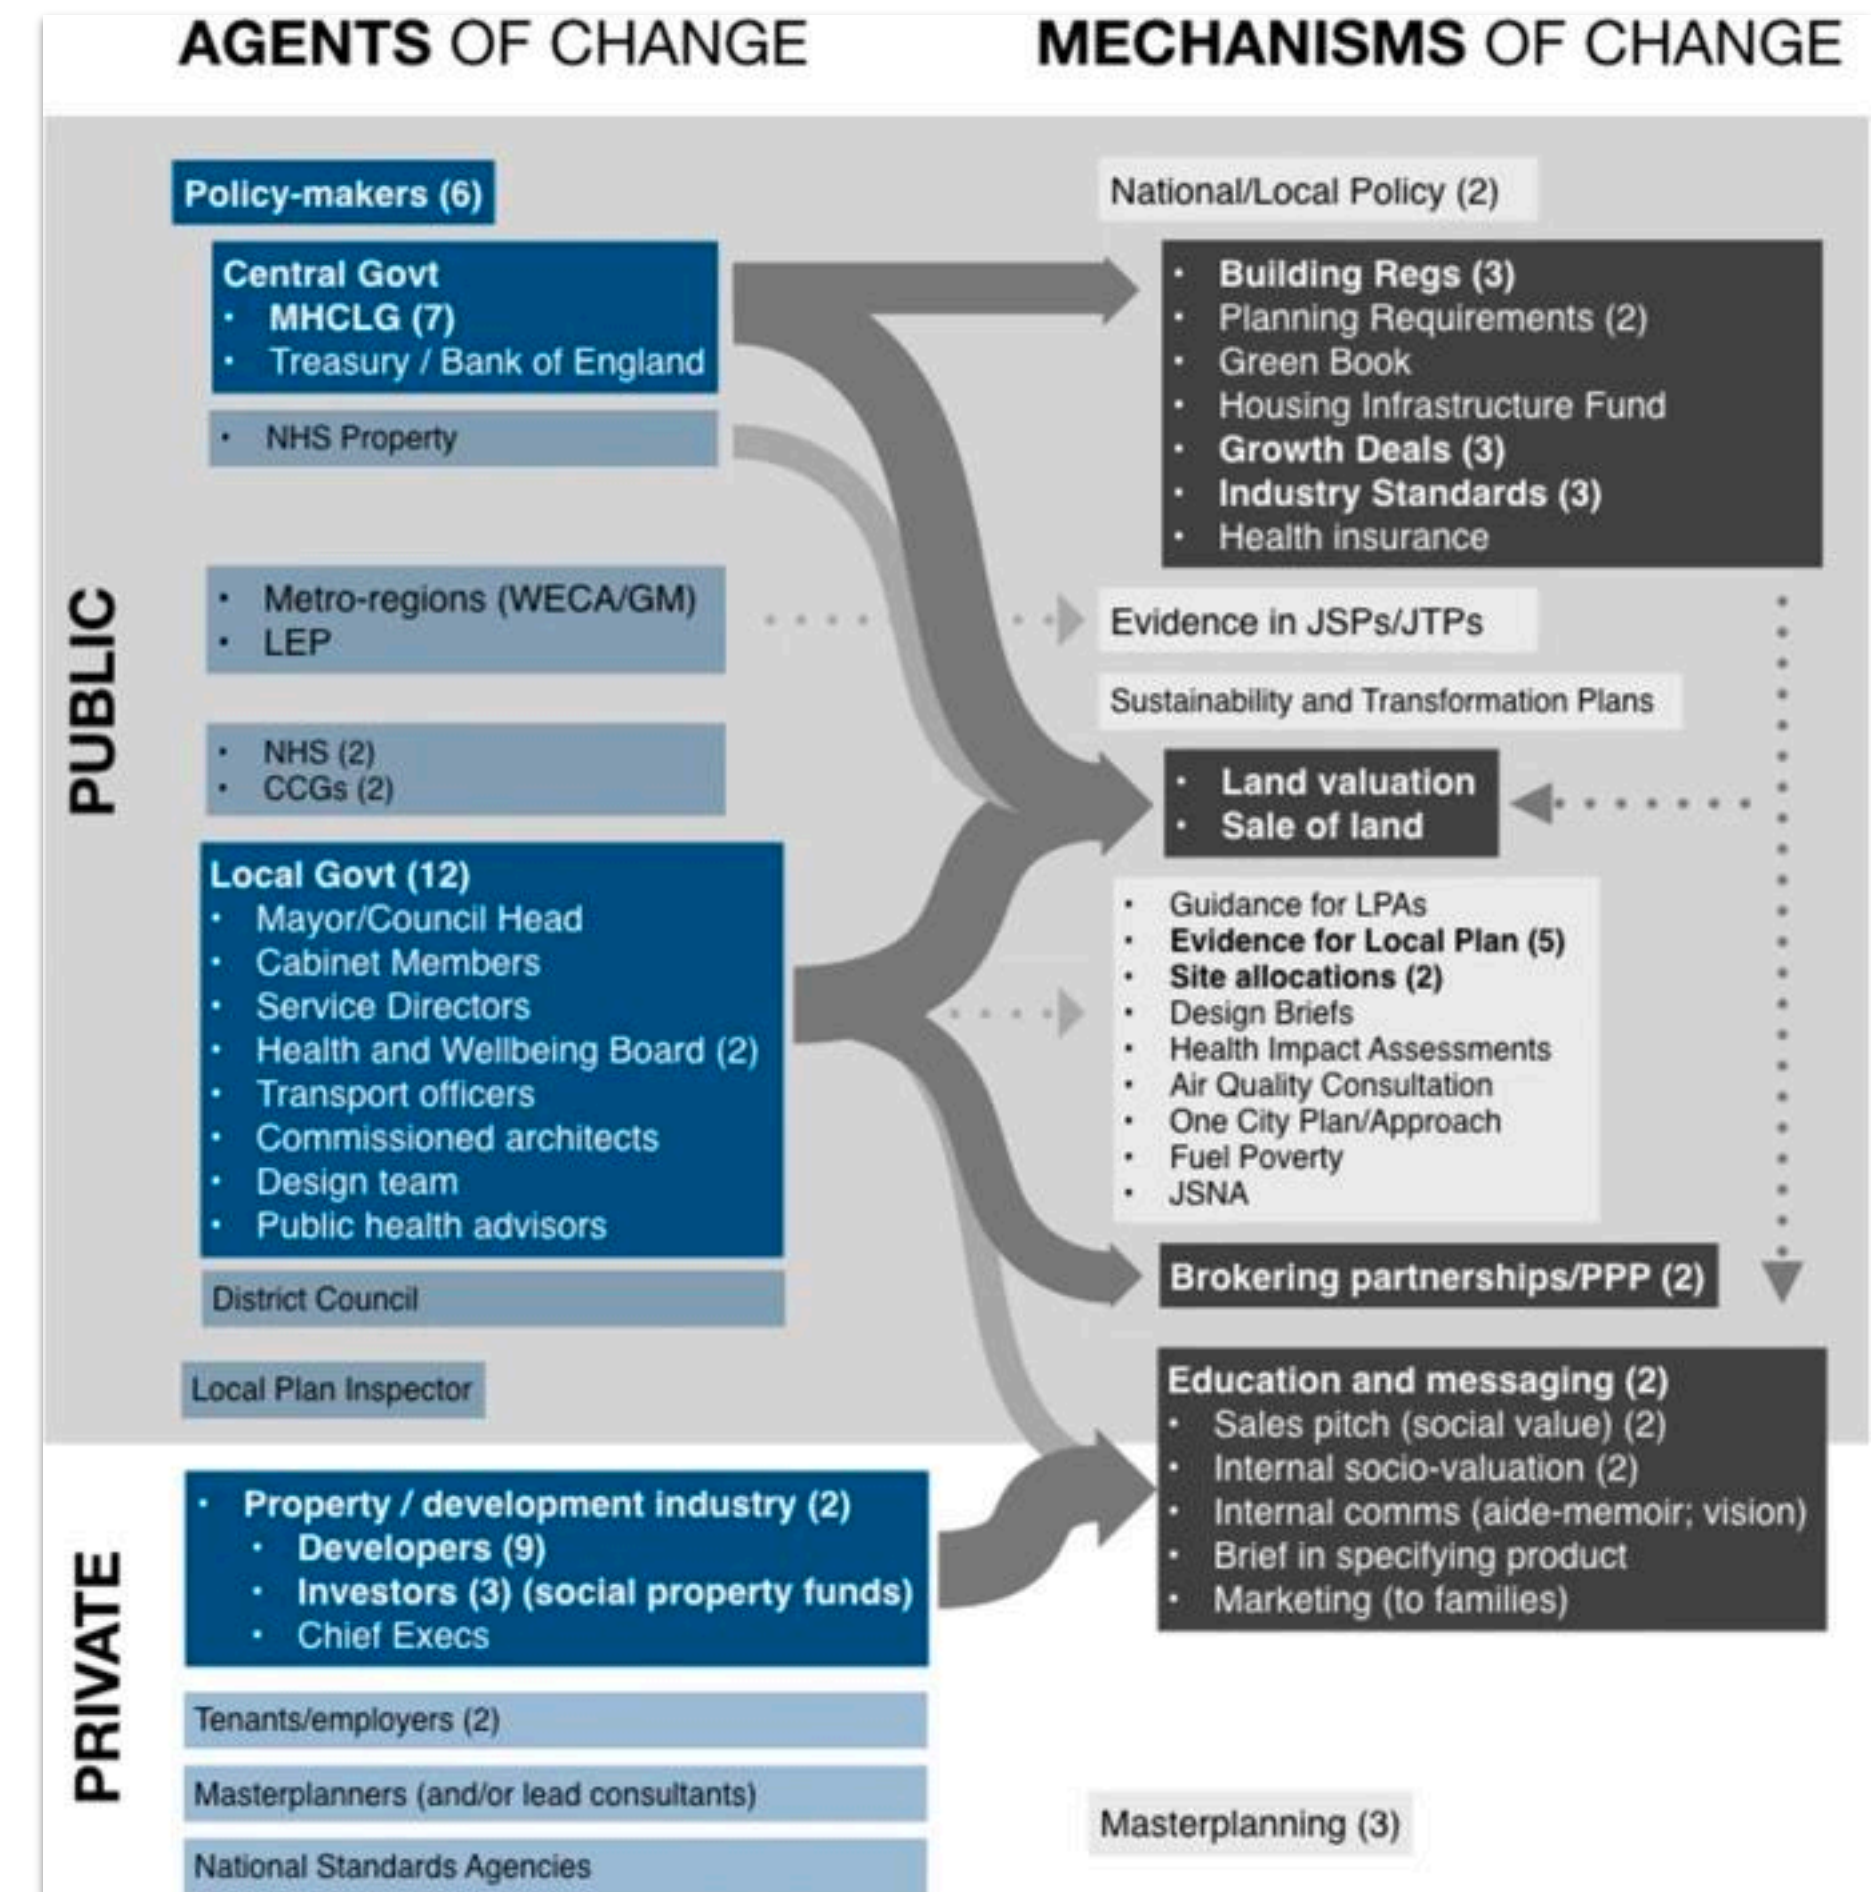 AGENTS OF CHANGE
MECHANISMS OF CHANGE
PUBLIC
Policy-makers (6)
Central Govt
• MHCLG (7)
• Treasury / Bank of England
• NHS Property
• Metro-regions (WECA/GM)
• LEP
• NHS (2)
• CCGs (2)
Local Govt (12)
• Mayor/Council Head
• Cabinet Members
• Service Directors
• Health and Wellbeing Board (2)
• Transport officers
• Commissioned architects
• Design team
• Public health advisors
District Council
Local Plan Inspector
National/Local Policy (2)
• Building Regs (3)
• Planning Requirements (2)
• Green Book
• Housing Infrastructure Fund
• Growth Deals (3)
• Industry Standards (3)
• Health insurance
Evidence in JSPs/JTPs
Sustainability and Transformation Plans
• Land valuation
• Sale of land
• Guidance for LPAs
• Evidence for Local Plan (5)
• Site allocations (2)
• Design Briefs
• Health Impact Assessments
• Air Quality Consultation
• One City Plan/Approach
• Fuel Poverty
• JSNA
Brokering partnerships/PPP (2)
Education and messaging (2)
• Sales pitch (social value) (2)
• Internal socio-valuation (2)
• Internal comms (aide-memoir; vision)
• Brief in specifying product
• Marketing (to families)
PRIVATE
• Property / development industry (2)
• Developers (9)
• Investors (3) (social property funds)
• Chief Execs
Tenants/employers (2)
Masterplanners (and/or lead consultants)
National Standards Agencies
Masterplanning (3)